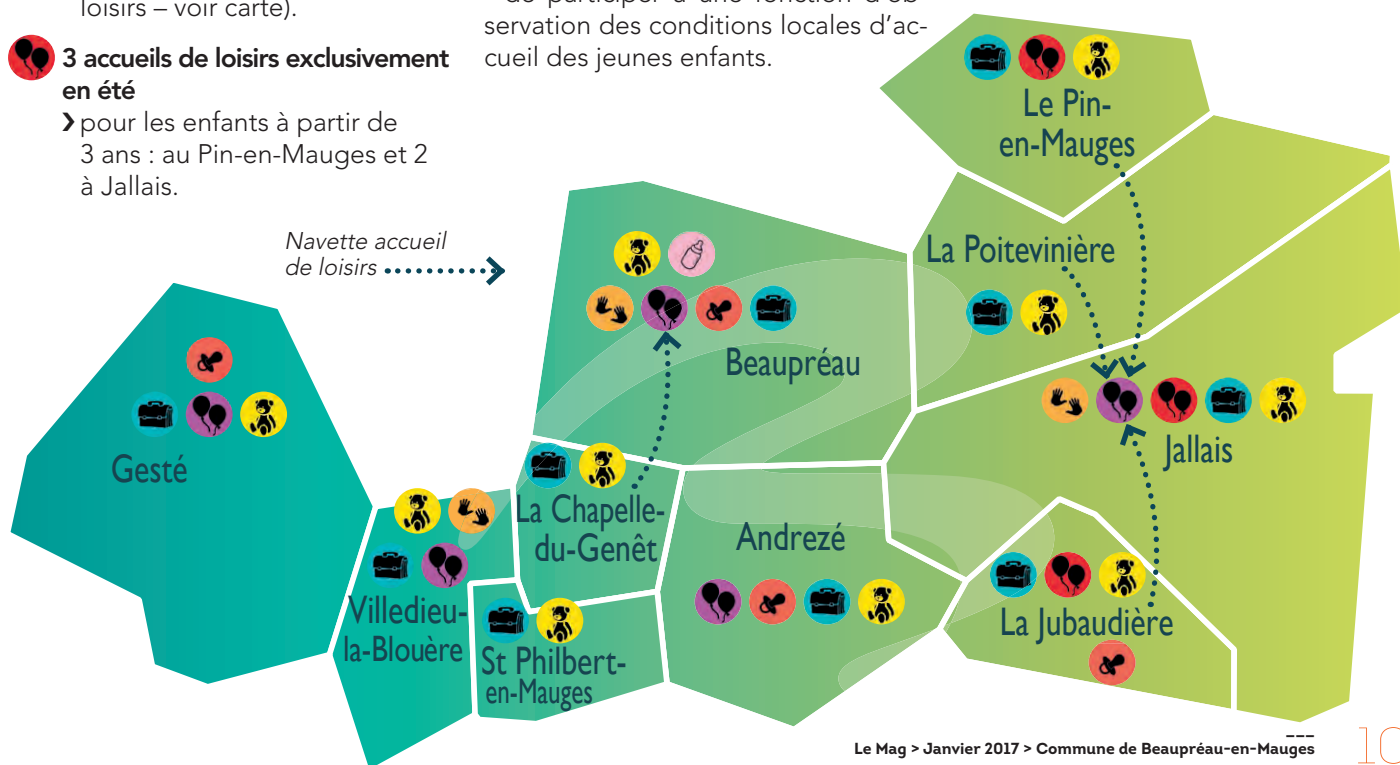 loisirs – voir carte).
3 accueils de loisirs exclusivement
en été
❯ pour les enfants à partir de
3 ans : au Pin-en-Mauges et 2
à Jallais.
servation des conditions locales d'ac-
cueil des jeunes enfants.
Navette accueil
de loisirs
Le Pin-
en-Mauges
La Poitevinière
Beaupréau
Jallais
Gesté
La Chapelle-
du-Genêt
Andrezé
Villedieu-
la-Blouère
St Philbert-
en-Mauges
La Jubaudière
Le Mag > Janvier 2017 > Commune de Beaupréau-en-Mauges